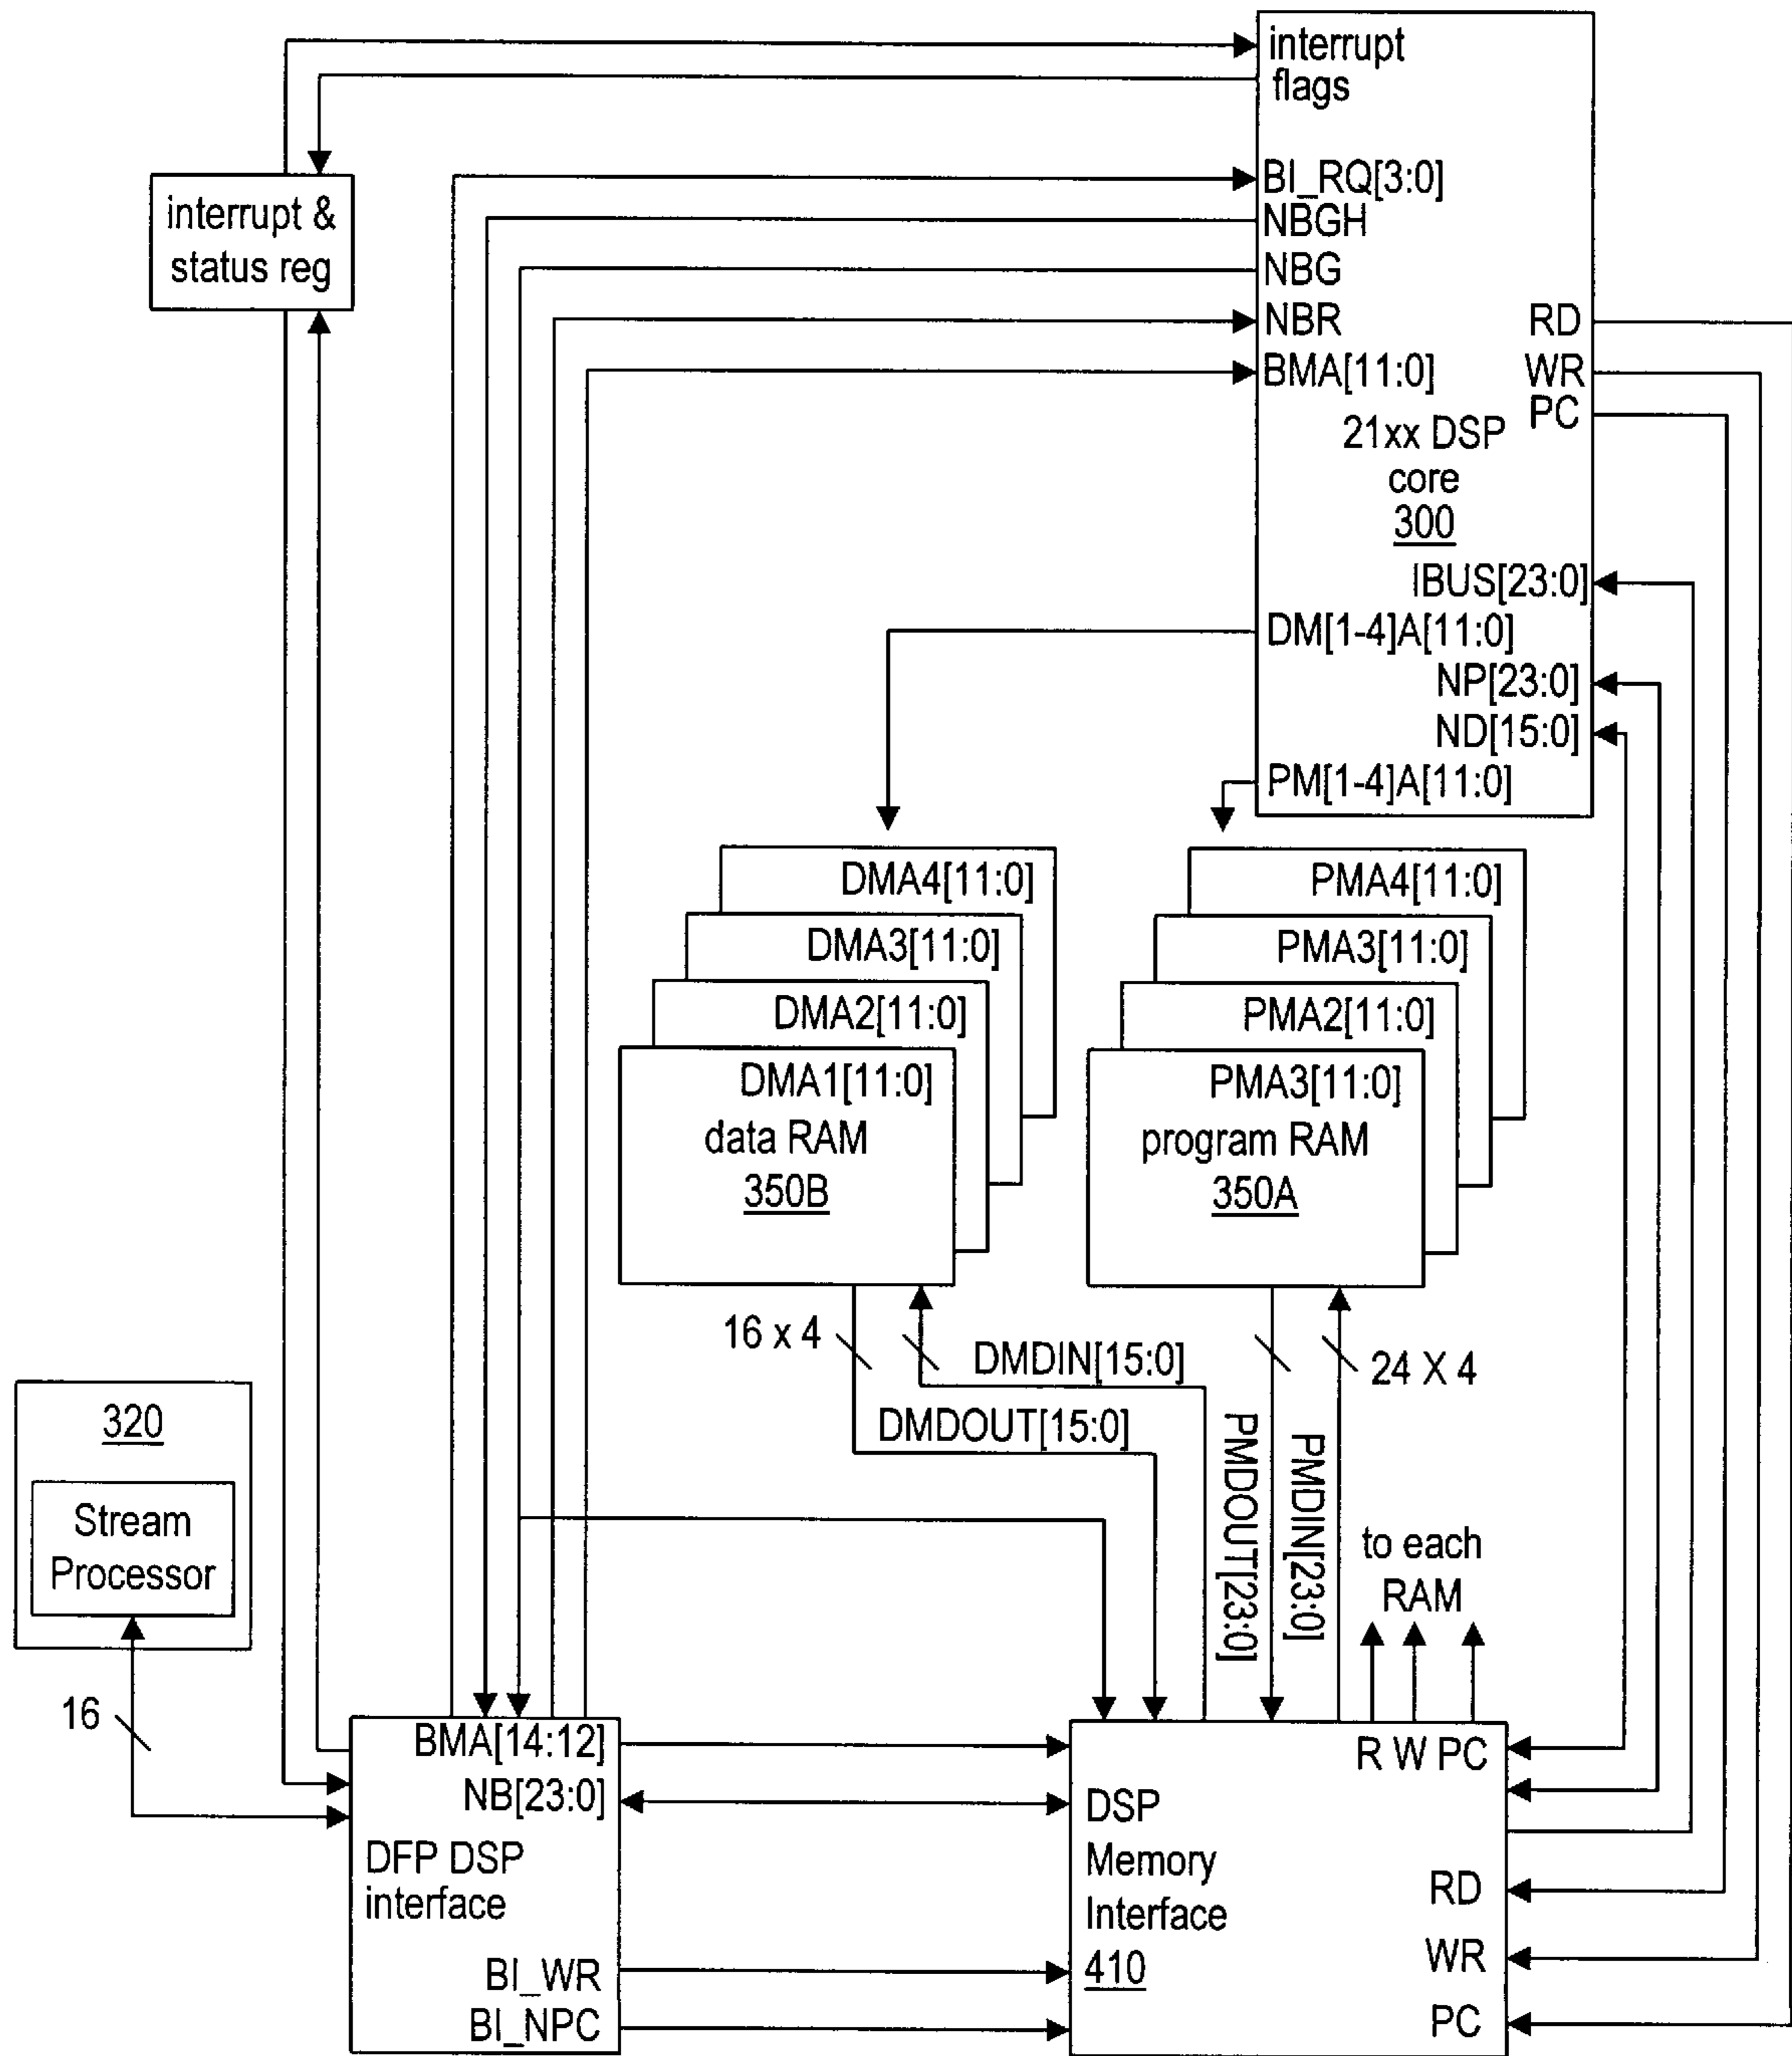 interrupt
flags
BI_RQ[3:0]
NBGH
NBG
NBR
BMA[11:0]
RD
WR
PC
21xx DSP
core
300
IBUS[23:0]
DM[1-4]A[11:0]
NP[23:0]
ND[15:0]
PM[1-4]A[11:0]
interrupt &
status reg
DMA4[11:0]
DMA3[11:0]
DMA2[11:0]
DMA1[11:0]
data RAM
350B
PMA4[11:0]
PMA3[11:0]
PMA2[11:0]
PMA3[11:0]
program RAM
350A
16 x 4
DMDIN[15:0]
DMDOUT[15:0]
24 X 4
PMDOUT[23:0]
PMDIN[23:0]
to each
RAM
320
Stream
Processor
16
BMA[14:12]
NB[23:0]
DFP DSP
interface
BI_WR
BI_NPC
R W PC
DSP
Memory
Interface
410
RD
WR
PC